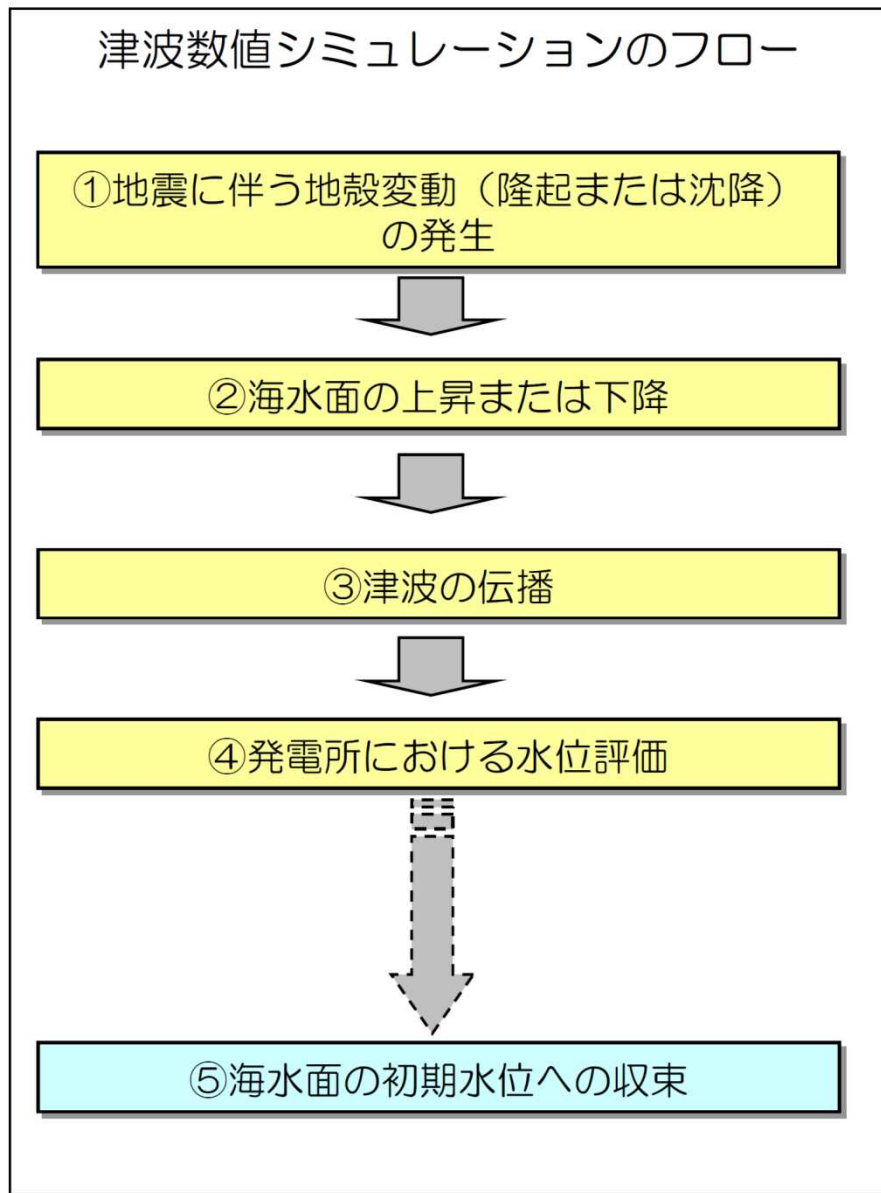 津波数値シミュレーションのフロー
①地震に伴う地殻変動（隆起または沈降）
の発生
②海水面の上昇または下降
③津波の伝播
④発電所における水位評価
⑤海水面の初期水位への収束